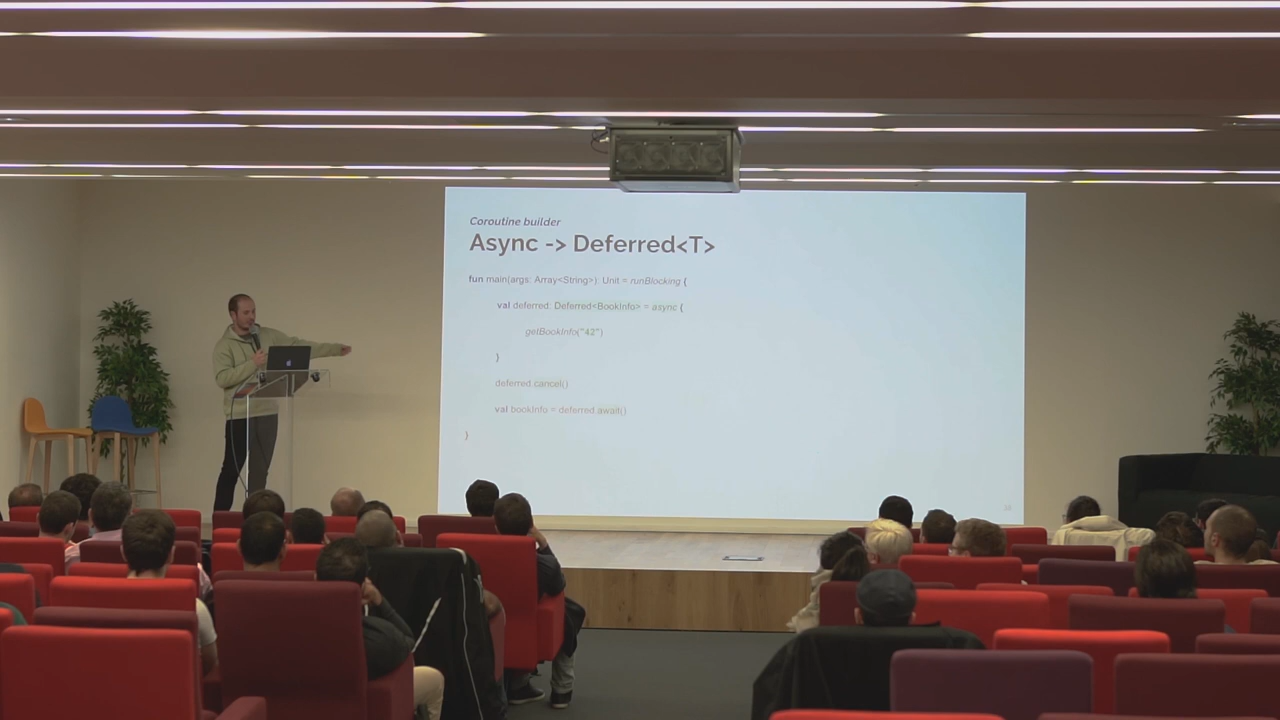 Coroutine builder
Async -> Deferred<T>
fun main(args: Array<String>): Unit = runBlocking {
val deferred: Deferred<BookInfo> = async {
getBookInfo("42")
}
deferred.cancel()
val bookInfo = deferred.await()
}